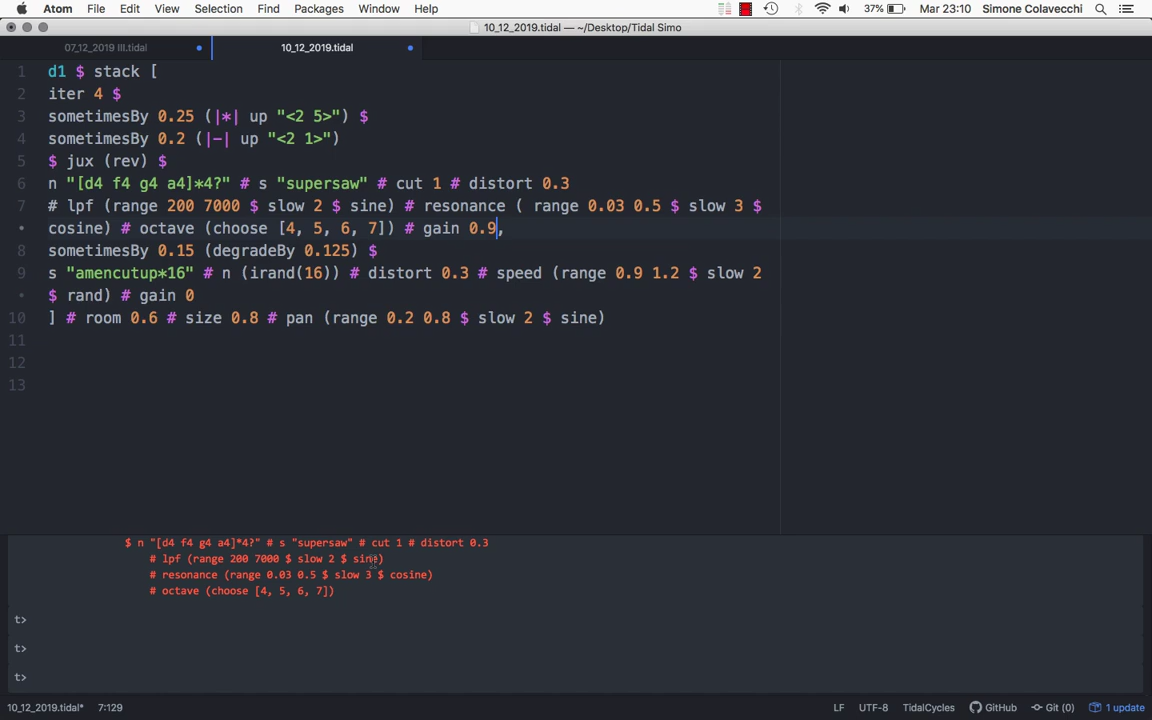 Atom File Edit View Selection Find Packages Window Help 37% Mar 23:10 Simone Colavecchi
10_12_2019.tidal — ~/Desktop/Tidal Simo
07_12_2019 III.tidal 10_12_2019.tidal
1 d1 $ stack [
2 iter 4 $
3 sometimesBy 0.25 (|*| up "<2 5>") $
4 sometimesBy 0.2 (|-| up "<2 1>")
5 $ jux (rev) $
6 n "[d4 f4 g4 a4]*4?" # s "supersaw" # cut 1 # distort 0.3
7 # lpf (range 200 7000 $ slow 2 $ sine) # resonance ( range 0.03 0.5 $ slow 3 $
• cosine) # octave (choose [4, 5, 6, 7]) # gain 0.9,
8 sometimesBy 0.15 (degradeBy 0.125) $
9 s "amencutup*16" # n (irand(16)) # distort 0.3 # speed (range 0.9 1.2 $ slow 2
• $ rand) # gain 0
10 ] # room 0.6 # size 0.8 # pan (range 0.2 0.8 $ slow 2 $ sine)
11
12
13
$ n "[d4 f4 g4 a4]*4?" # s "supersaw" # cut 1 # distort 0.3
# lpf (range 200 7000 $ slow 2 $ sine)
# resonance (range 0.03 0.5 $ slow 3 $ cosine)
# octave (choose [4, 5, 6, 7])
t>
t>
t>
10_12_2019.tidal* 7:129 LF UTF-8 TidalCycles GitHub Git (0) 1 update